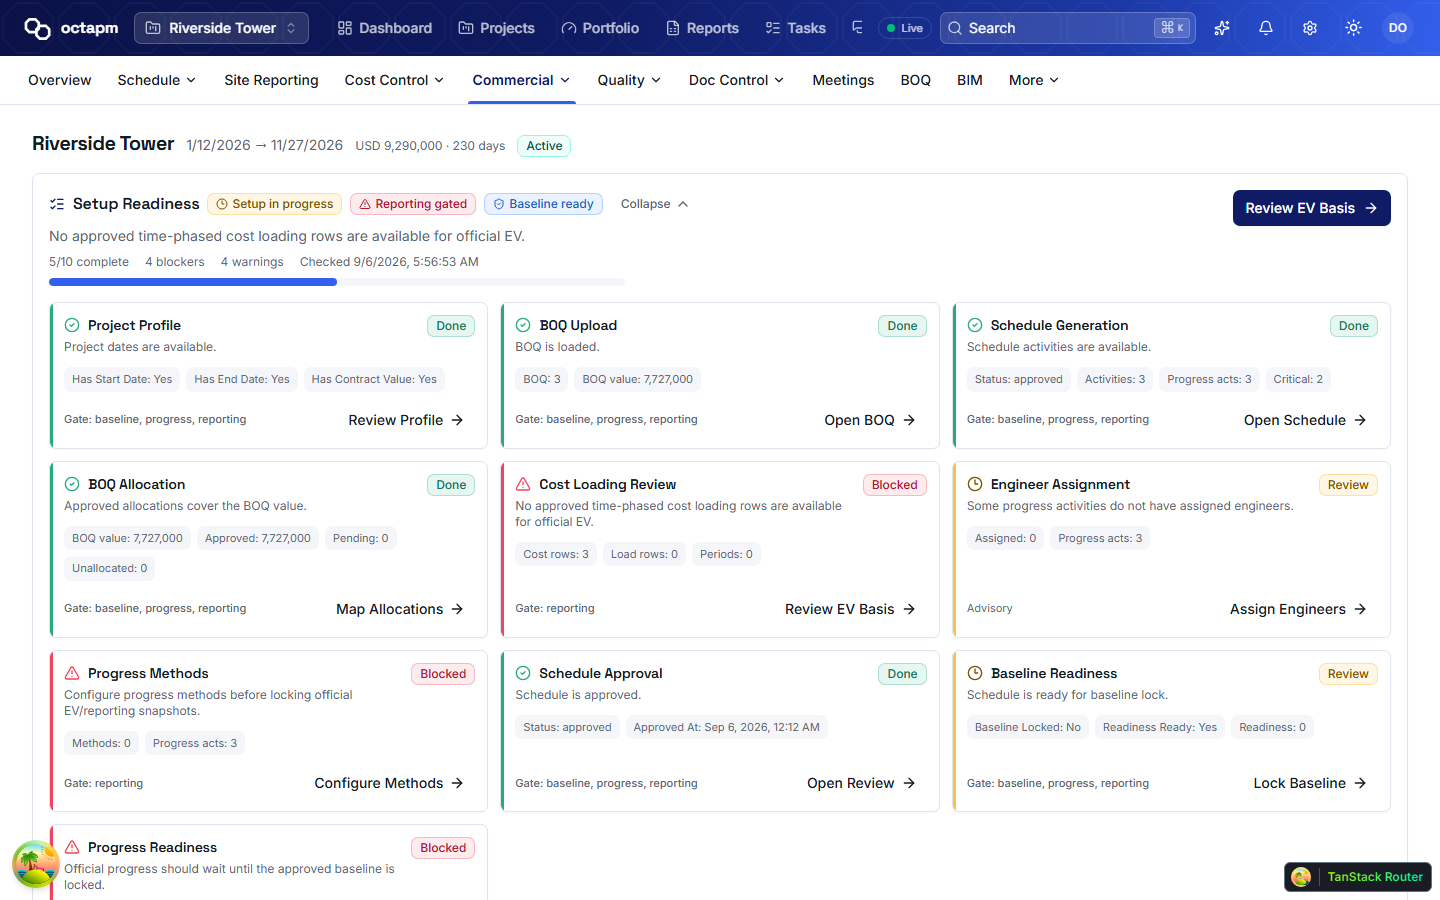 octapm
Riverside Tower
Dashboard
Projects
Portfolio
Reports
Tasks
Live
Search
⌘ K
DO
Overview
Schedule
Site Reporting
Cost Control
Commercial
Quality
Doc Control
Meetings
BOQ
BIM
More
Riverside Tower 1/12/2026 → 11/27/2026 USD 9,290,000 · 230 days Active
Setup Readiness Setup in progress Reporting gated Baseline ready Collapse
Review EV Basis →
No approved time-phased cost loading rows are available for official EV.
5/10 complete 4 blockers 4 warnings Checked 9/6/2026, 5:56:53 AM
Project Profile Done
Project dates are available.
Has Start Date: Yes Has End Date: Yes Has Contract Value: Yes
Gate: baseline, progress, reporting Review Profile →
BOQ Upload Done
BOQ is loaded.
BOQ: 3 BOQ value: 7,727,000
Gate: baseline, progress, reporting Open BOQ →
Schedule Generation Done
Schedule activities are available.
Status: approved Activities: 3 Progress acts: 3 Critical: 2
Gate: baseline, progress, reporting Open Schedule →
BOQ Allocation Done
Approved allocations cover the BOQ value.
BOQ value: 7,727,000 Approved: 7,727,000 Pending: 0
Unallocated: 0
Gate: baseline, progress, reporting Map Allocations →
Cost Loading Review Blocked
No approved time-phased cost loading rows are available
for official EV.
Cost rows: 3 Load rows: 0 Periods: 0
Gate: reporting Review EV Basis →
Engineer Assignment Review
Some progress activities do not have assigned engineers.
Assigned: 0 Progress acts: 3
Advisory Assign Engineers →
Progress Methods Blocked
Configure progress methods before locking official
EV/reporting snapshots.
Methods: 0 Progress acts: 3
Gate: reporting Configure Methods →
Schedule Approval Done
Schedule is approved.
Status: approved Approved At: Sep 6, 2026, 12:12 AM
Gate: baseline, progress, reporting Open Review →
Baseline Readiness Review
Schedule is ready for baseline lock.
Baseline Locked: No Readiness Ready: Yes Readiness: 0
Gate: baseline, progress, reporting Lock Baseline →
Progress Readiness Blocked
Official progress should wait until the approved baseline is
locked.
TanStack Router